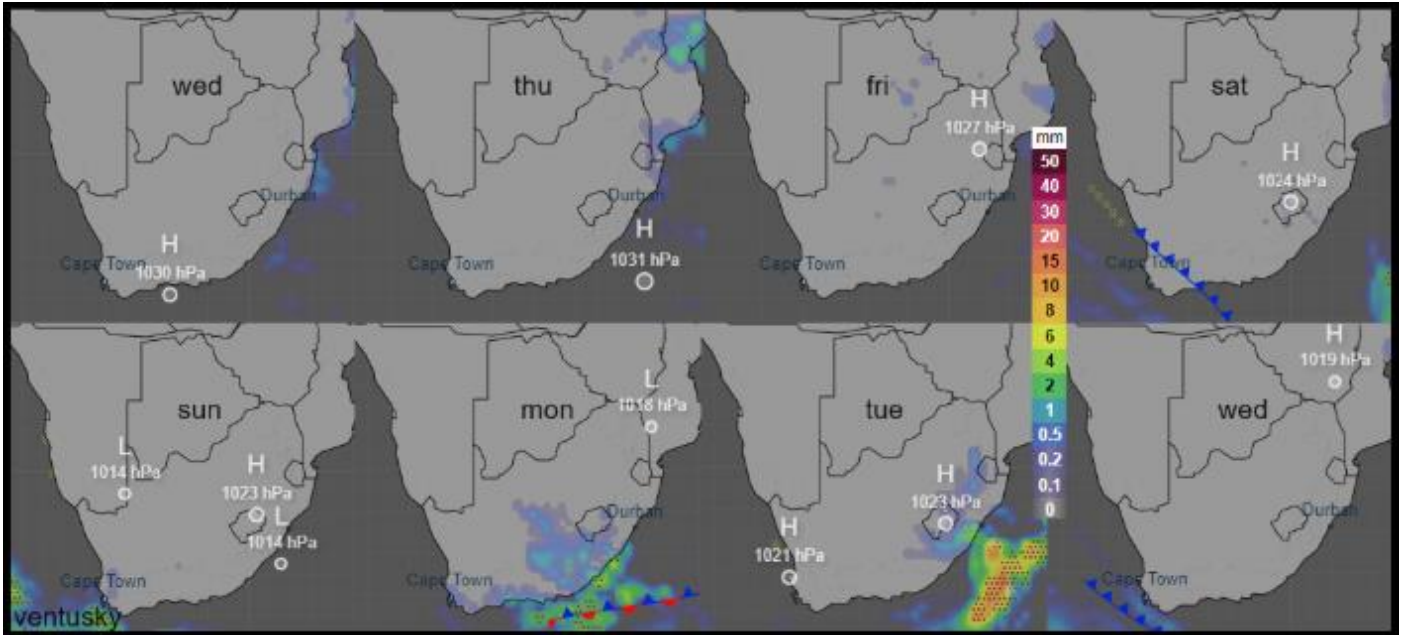 wed
H
1030 hPa
Cape Town
Durban
thu
H
1031 hPa
Cape Town
Durban
fri
H
1027 hPa
Cape Town
Durban
sat
H
1024 hPa
Cape Town
mm
50
40
30
20
15
10
8
6
4
2
1
0.5
0.2
0.1
0
sun
L
1014 hPa
H
1023 hPa
L
1014 hPa
Cape Town
ventusky
mon
L
1018 hPa
Durban
Cape Town
tue
H
1023 hPa
H
1021 hPa
wed
H
1019 hPa
Durban
Cape Town